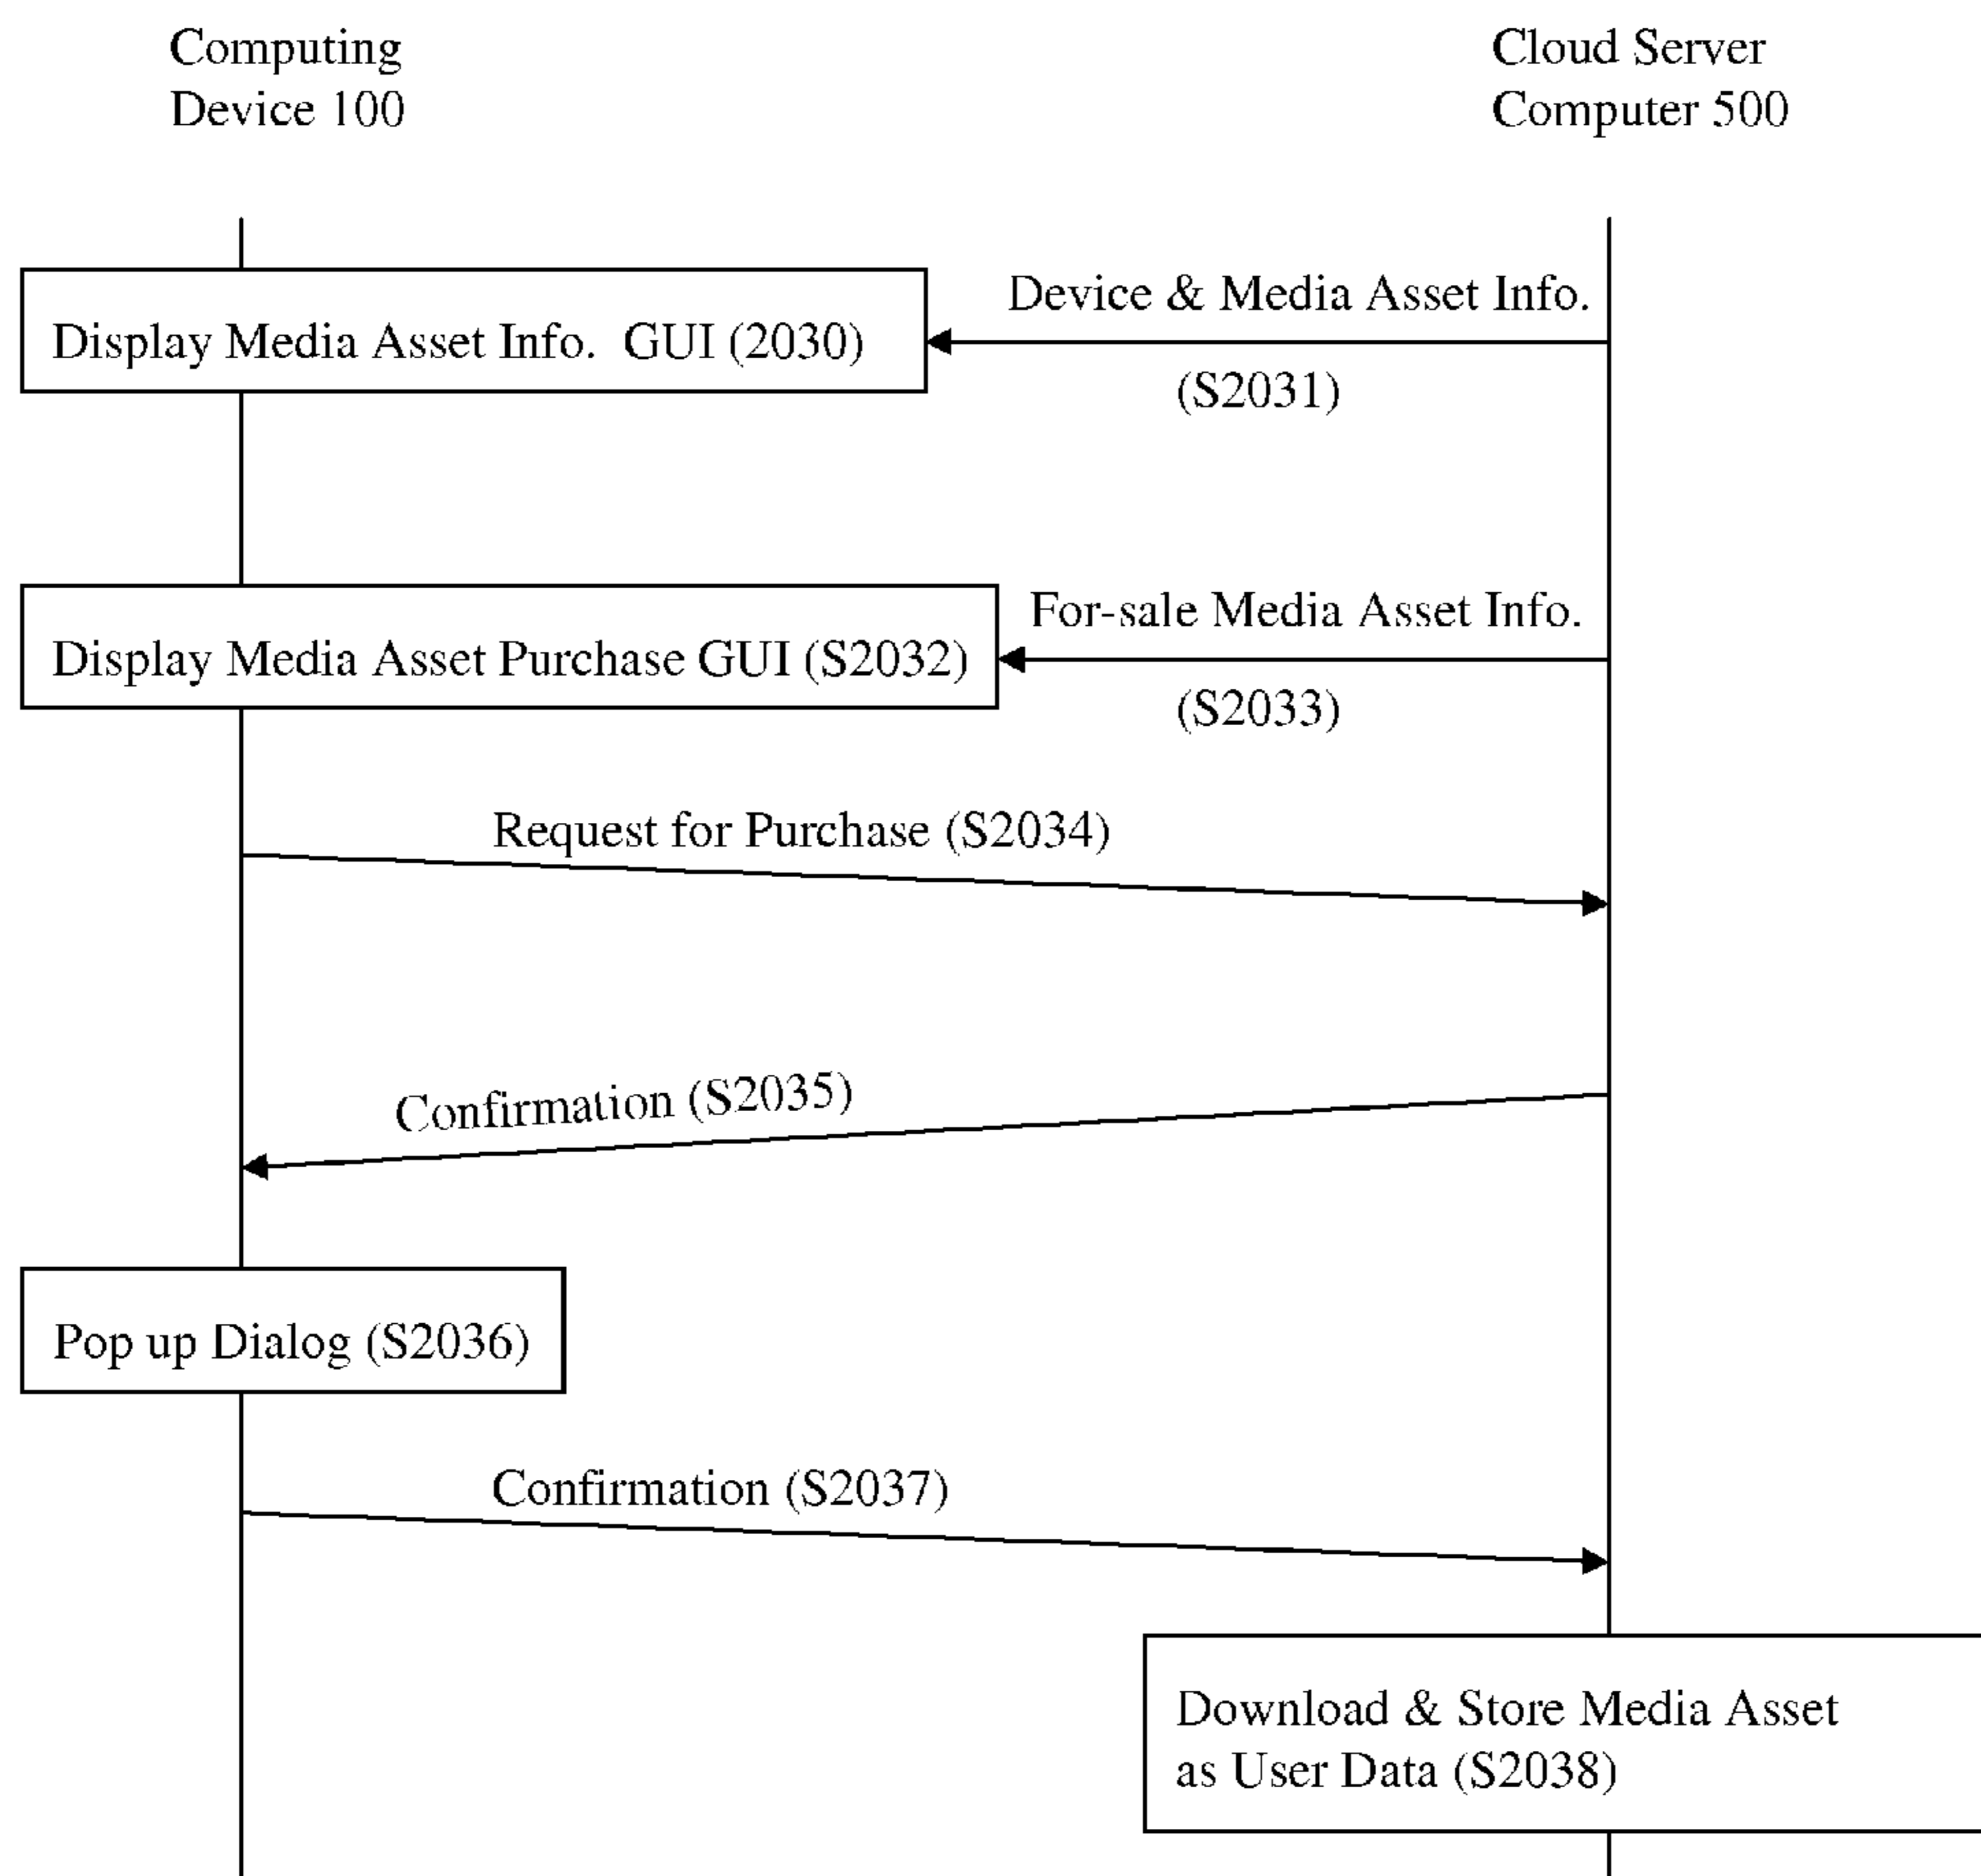 Computing
Device 100
Cloud Server
Computer 500
Device & Media Asset Info.
Display Media Asset Info.  GUI (2030)
(S2031)
For-sale Media Asset Info.
Display Media Asset Purchase GUI (S2032)
(S2033)
Request for Purchase (S2034)
Confirmation (S2035)
Pop up Dialog (S2036)
Confirmation (S2037)
Download & Store Media Asset
as User Data (S2038)